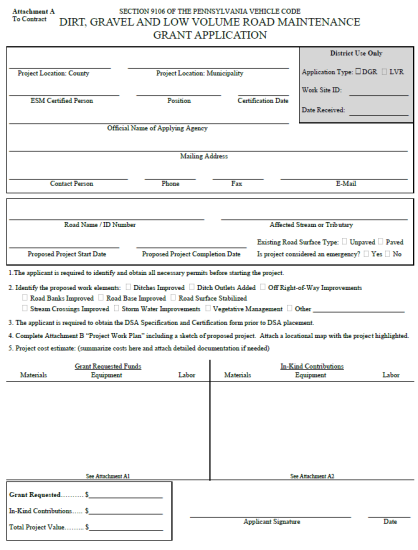 Attachment A
To Contract
SECTION 9106 OF THE PENNSYLVANIA VEHICLE CODE
DIRT, GRAVEL AND LOW VOLUME ROAD MAINTENANCE
GRANT APPLICATION
District Use Only
Project Location: County
Project Location: Municipality
Application Type: ☐ DGR ☐ LVR
Work Site ID:
ESM Certified Person
Position
Certification Date
Date Received:
Official Name of Applying Agency
Mailing Address
Contact Person
Phone
Fax
E-Mail
Road Name / ID Number
Affected Stream or Tributary
Existing Road Surface Type: ☐ Unpaved ☐ Paved
Proposed Project Start Date
Proposed Project Completion Date
Is project considered an emergency? ☐ Yes ☐ No
1.The applicant is required to identify and obtain all necessary permits before starting the project.
2. Identify the proposed work elements: ☐ Ditches Improved ☐ Ditch Outlets Added ☐ Off Right-of-Way Improvements
☐ Road Banks Improved ☐ Road Base Improved ☐ Road Surface Stabilized
☐ Stream Crossings Improved ☐ Storm Water Improvements ☐ Vegetative Management ☐ Other
3. The applicant is required to obtain the DSA Specification and Certification form prior to DSA placement.
4. Complete Attachment B “Project Work Plan” including a sketch of proposed project. Attach a locational map with the project highlighted.
5. Project cost estimate: (summarize costs here and attach detailed documentation if needed)
Grant Requested Funds
In-Kind Contributions
Materials Equipment Labor
Materials Equipment Labor
See Attachment A1
See Attachment A2
Grant Requested……… $
In-Kind Contributions….. $
Total Project Value…….. $
Applicant Signature
Date